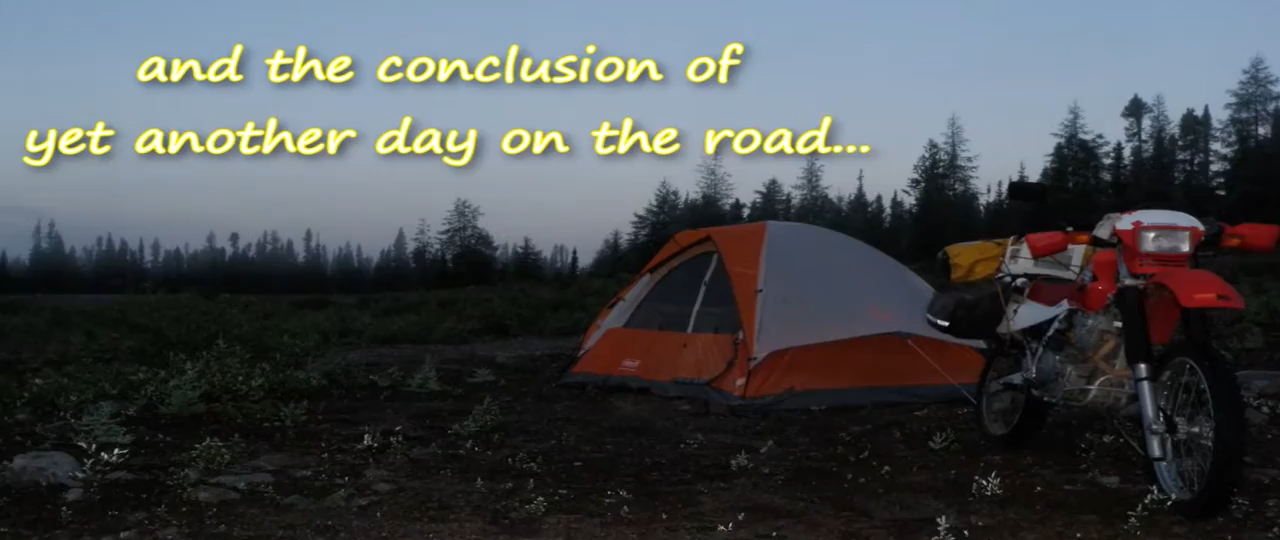 and the conclusion of
yet another day on the road...